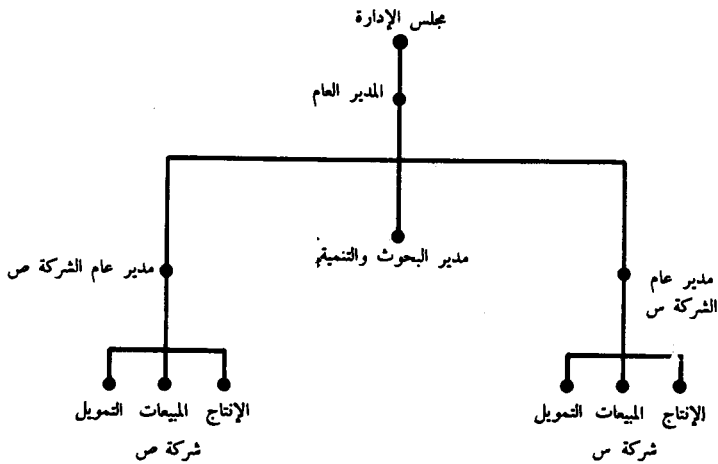 مجلس الإدارة
المدير العام
مدير البحوث والتنمية
مدير عام
الشركة س
مدير عام الشركة ص
الإنتاج المبيعات التمويل
شركة س
الإنتاج المبيعات التمويل
شركة ص